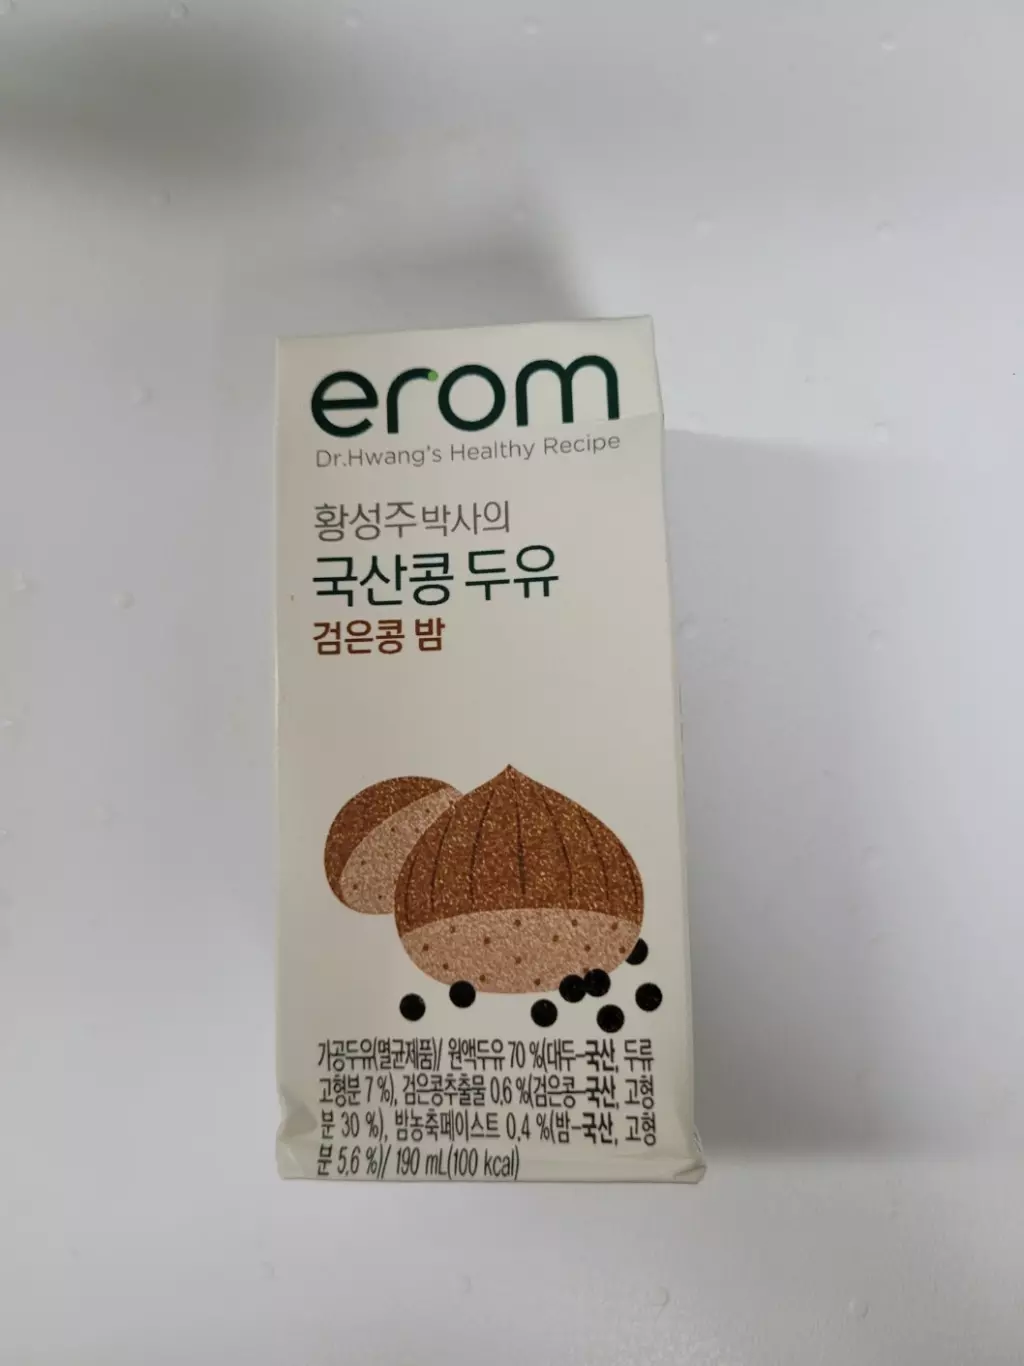 erom
Dr.Hwang's Healthy Recipe
황성주박사의
국산콩 두유
검은콩 밤
가공두유(멸균제품)/ 원액두유 70 %(대두-국산, 두류
고형분 7 %), 검은콩추출물 0.6 %(검은콩-국산, 고형
분 30 %), 밤농축페이스트 0.4 %(밤-국산, 고형
분 5.6 %)/ 190 mL(100 kcal)